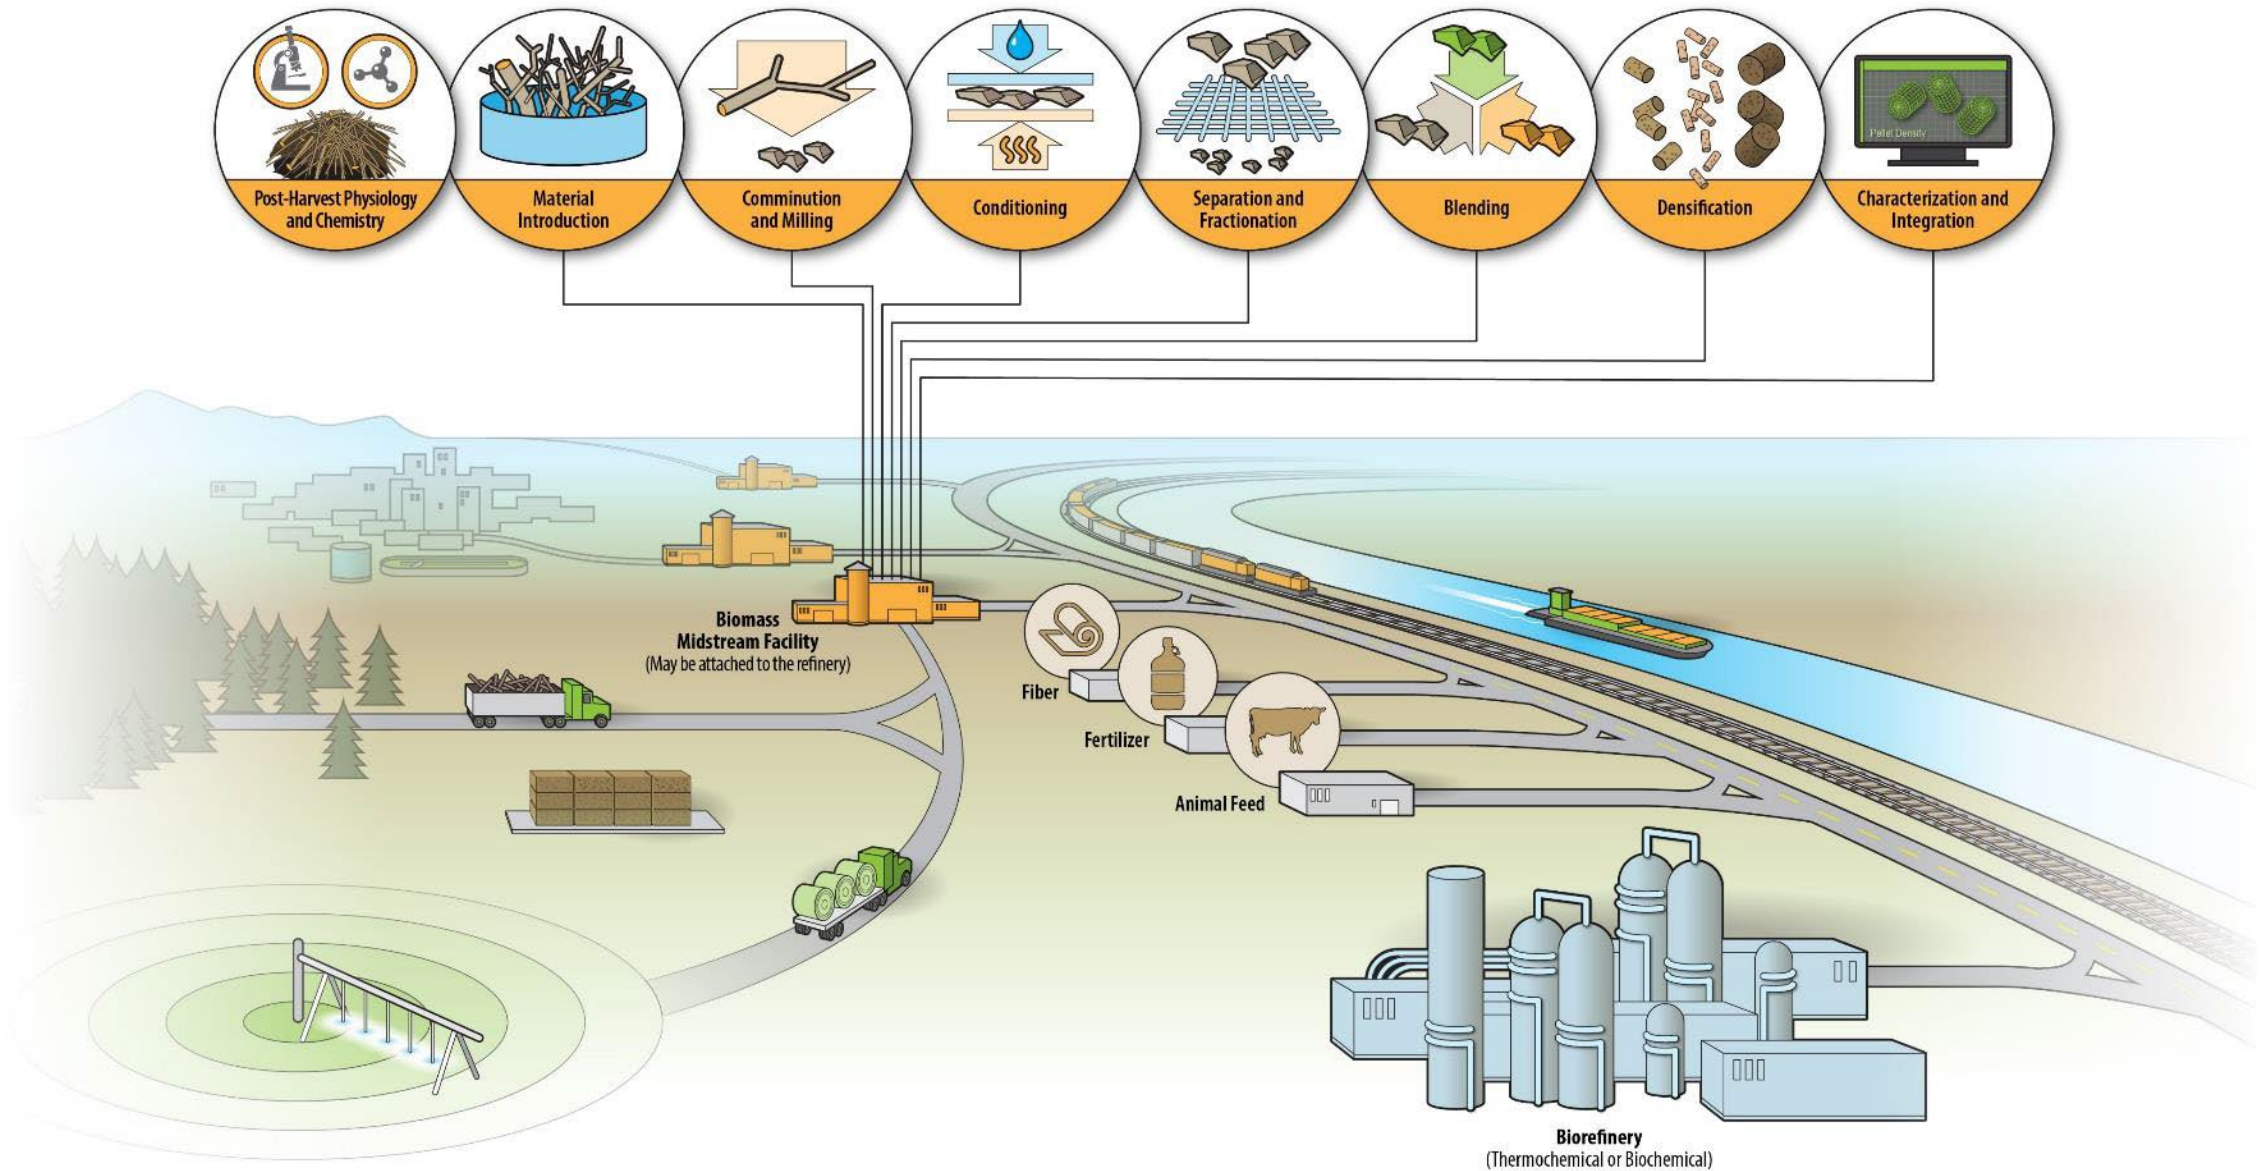 Post-Harvest Physiology
and Chemistry
Material
Introduction
Comminution
and Milling
Conditioning
Separation and
Fractionation
Blending
Densification
Pellet Density
Characterization and
Integration
Biomass
Midstream Facility
(May be attached to the refinery)
Fiber
Fertilizer
Animal Feed
Biorefinery
(Thermochemical or Biochemical)